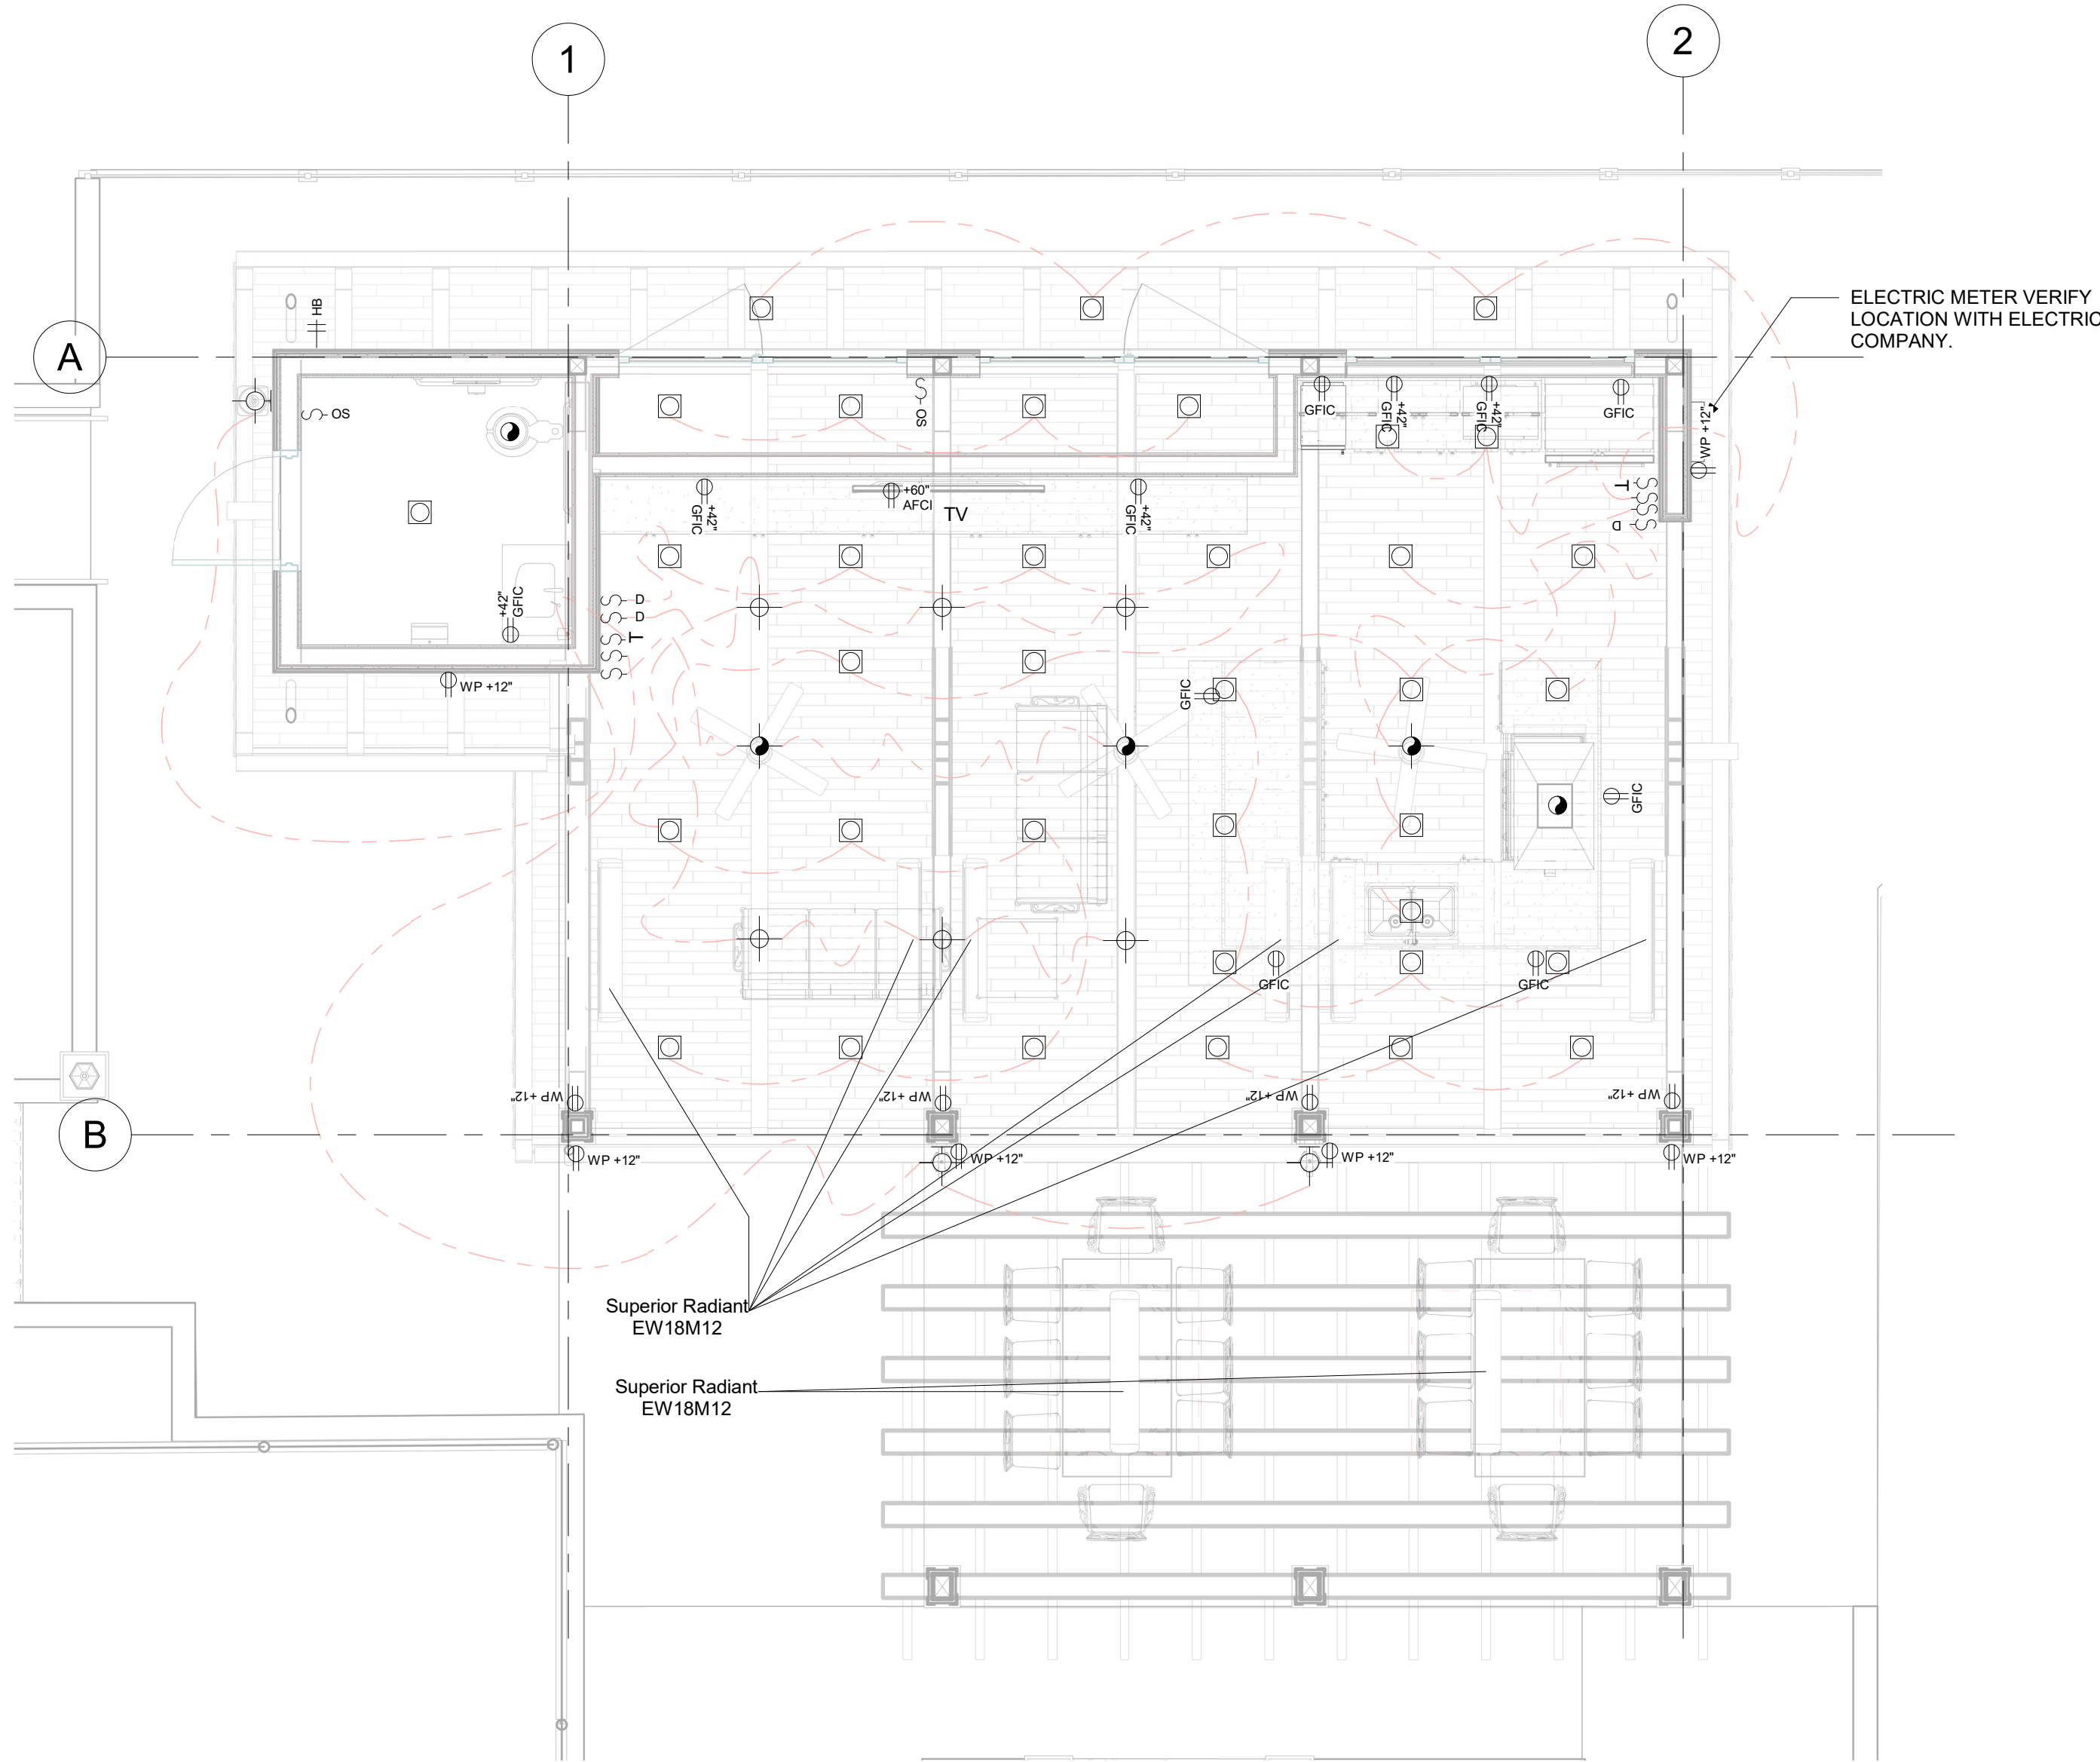 1
2
ELECTRIC METER VERIFY
LOCATION WITH ELECTRIC
COMPANY.
A
HB
OS
OS
GFIC
+42"
GFIC
+42"
GFIC
GFIC
WP +12"
+42"
GFIC
+60"
AFCI
TV
+42"
GFIC
T
D
+42"
GFIC
D
D
T
WP +12"
GFIC
GFIC
GFIC
GFIC
WP +12"
WP +12"
WP +12"
WP +12"
B
WP +12"
WP +12"
WP +12"
WP +12"
Superior Radiant
EW18M12
Superior Radiant
EW18M12